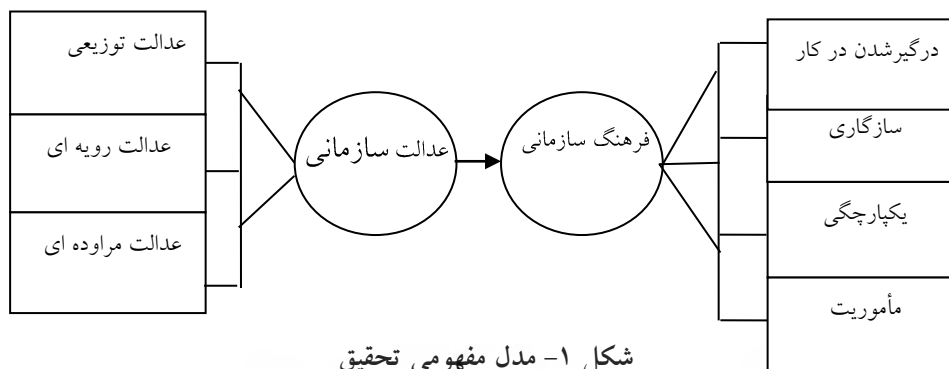 درگیرشدن در کار
سازگاری
یکپارچگی
مأموریت
فرهنگ سازمانی
عدالت سازمانی
عدالت توزیعی
عدالت رویه ای
عدالت مراوده ای
شکل ۱- مدل مفهومی تحقیق